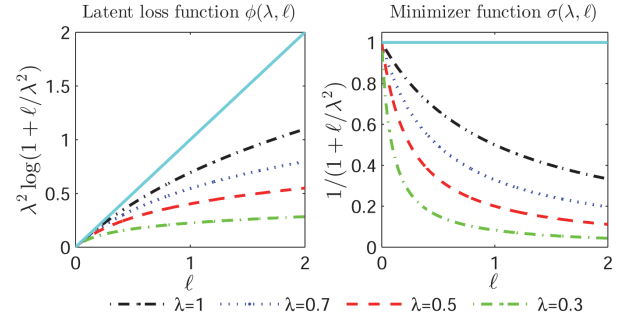 Latent loss function ϕ(λ, ℓ)
Minimizer function σ(λ, ℓ)
λ² log(1 + ℓ/λ²)
2
1.5
1
0.5
0
0
1
2
ℓ
1/(1 + ℓ/λ²)
1
0.8
0.6
0.4
0.2
0
0
1
2
ℓ
λ=1
λ=0.7
λ=0.5
λ=0.3